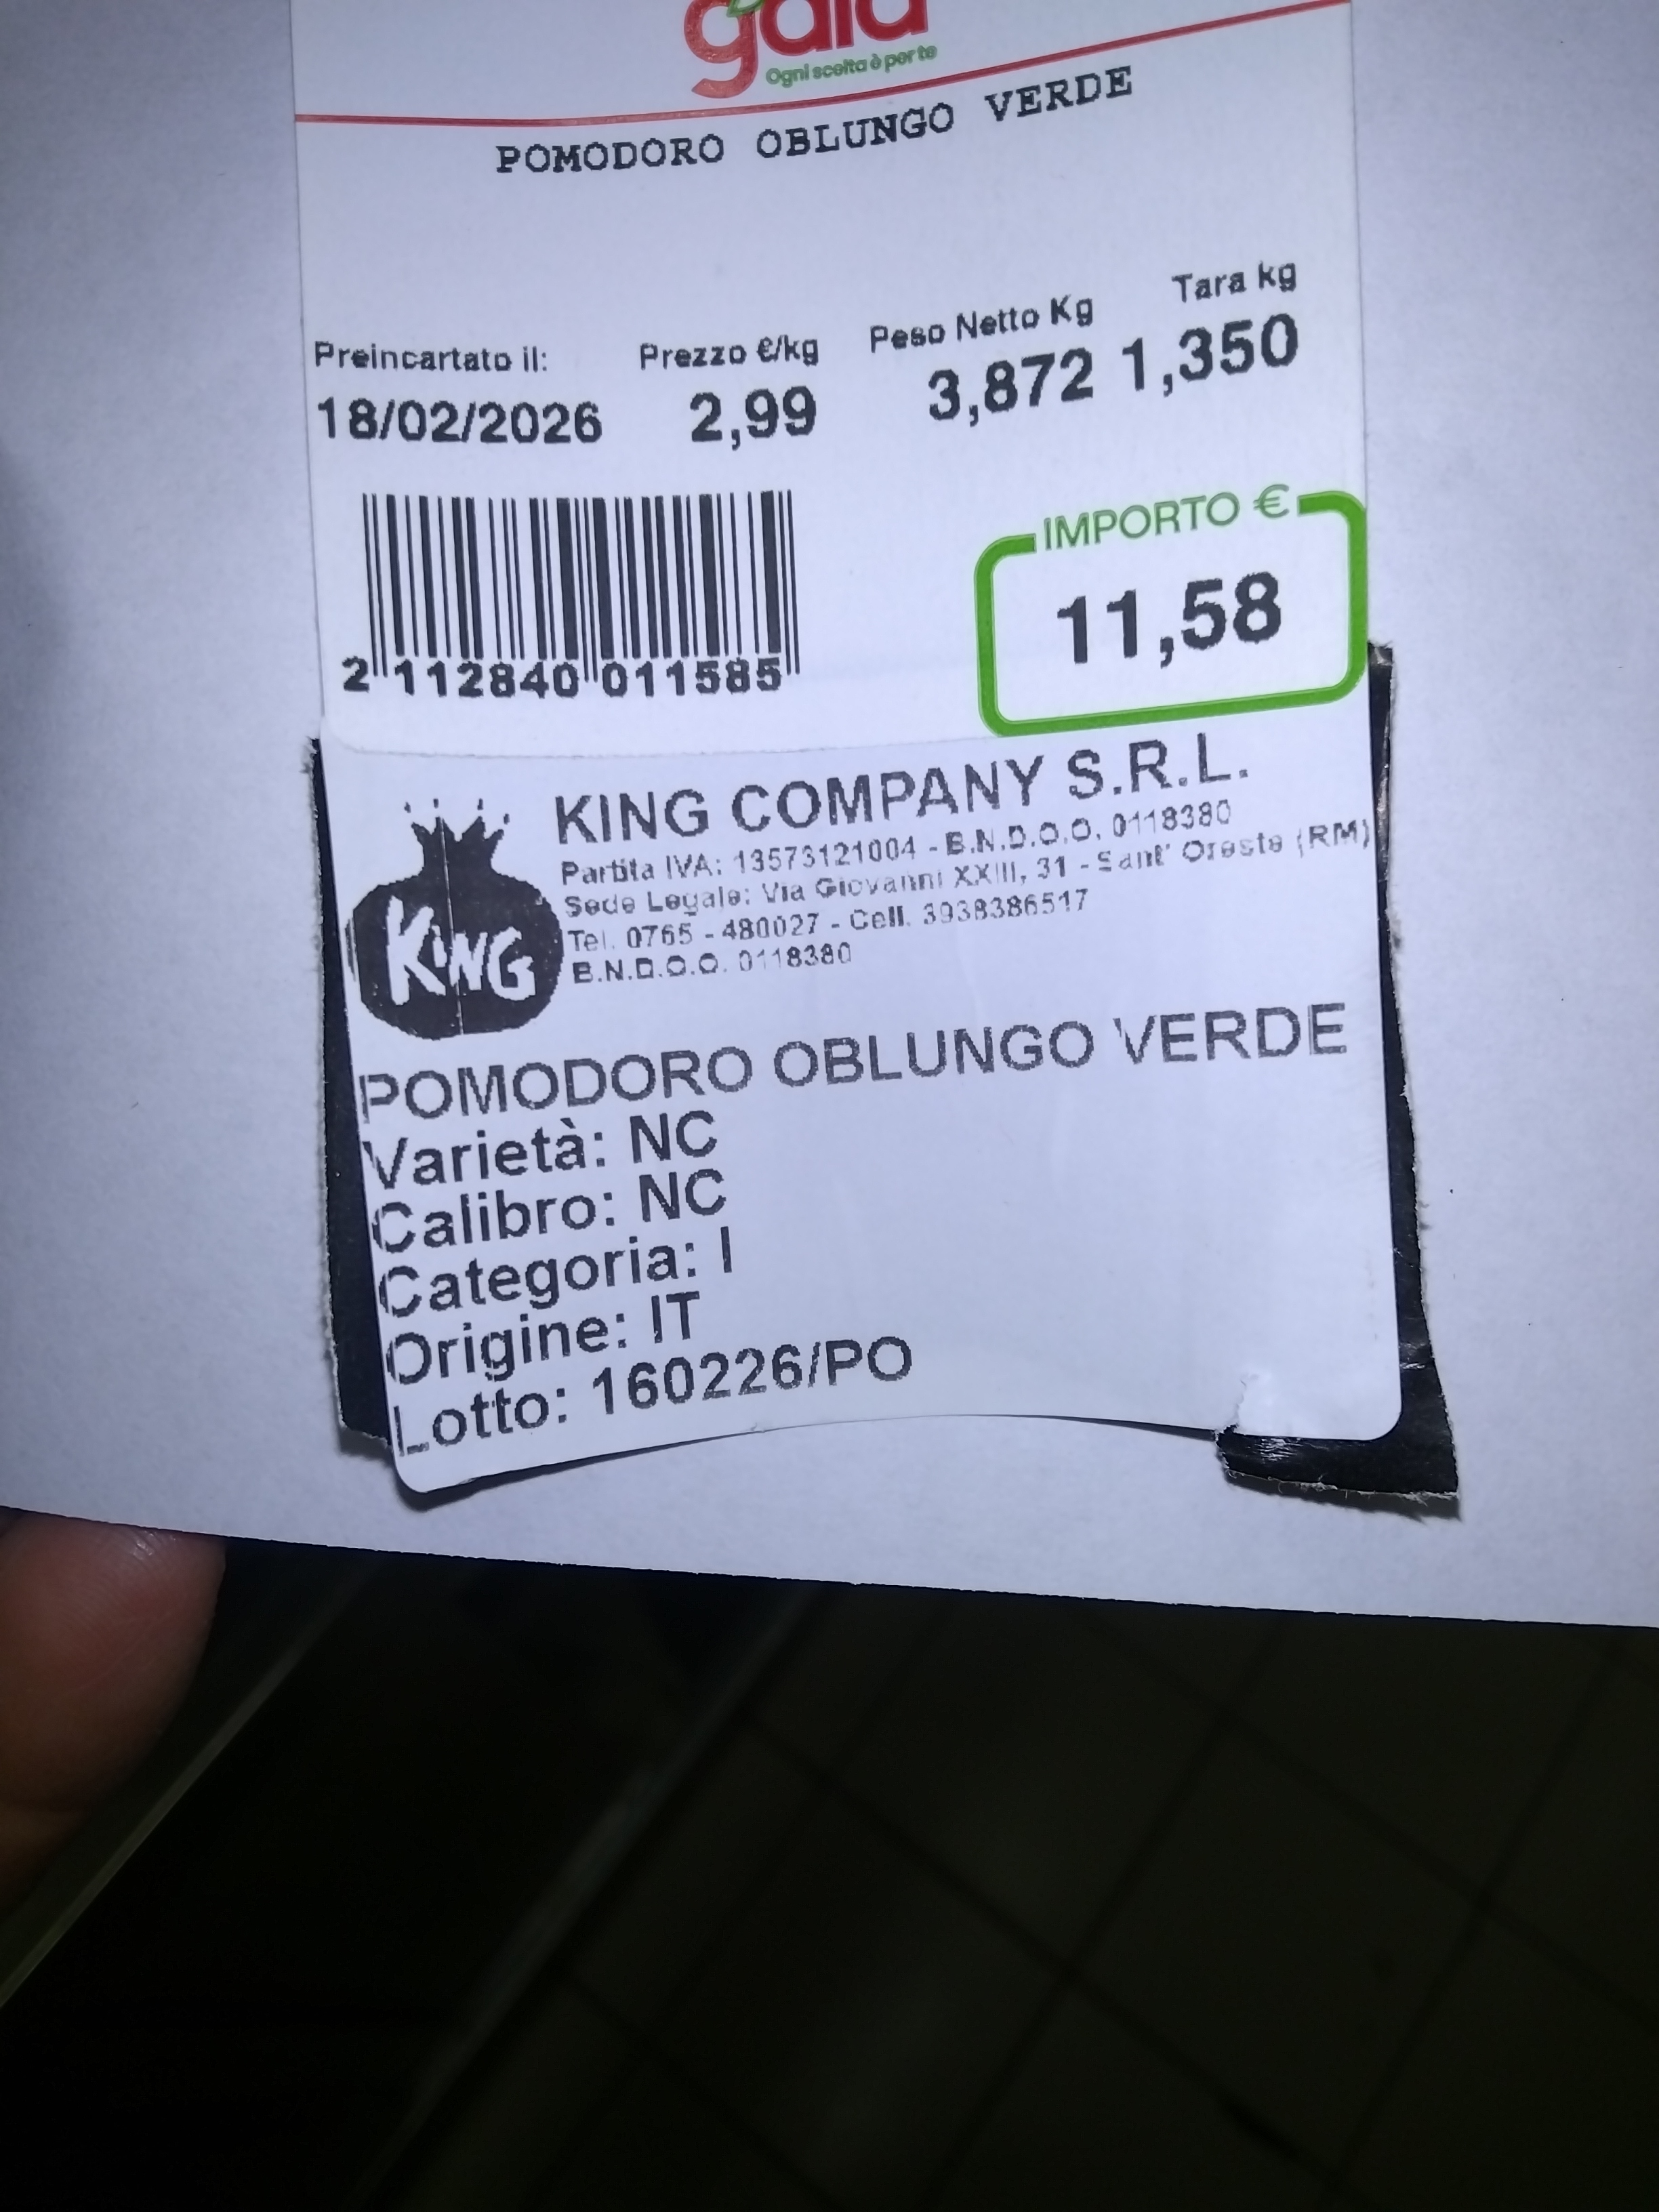 gala
Ogni scelta è per te
POMODORO OBLUNGO VERDE
Preincartato il: Prezzo €/kg Peso Netto Kg Tara kg
18/02/2026 2,99 3,872 1,350
IMPORTO €
11,58
2 112840 011585
KING COMPANY S.R.L.
Partita IVA: 13573121004 - B.N.D.O.O. 0118380
Sede Legale: Via Giovanni XXIII, 31 - Sant' Oreste (RM)
Tel. 0765 - 480027 - Cell. 3938386517
B.N.D.O.O. 0118380
KING
POMODORO OBLUNGO VERDE
Varietà: NC
Calibro: NC
Categoria: I
Origine: IT
Lotto: 160226/PO